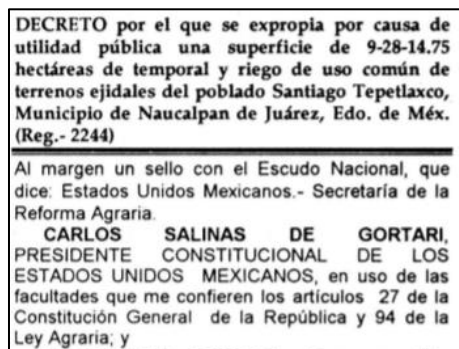 DECRETO por el que se expropia por causa de
utilidad pública una superficie de 9-28-14.75
hectáreas de temporal y riego de uso común de
terrenos ejidales del poblado Santiago Tepetlaxco,
Municipio de Naucalpan de Juárez, Edo. de Méx.
(Reg.- 2244)
Al margen un sello con el Escudo Nacional, que
dice: Estados Unidos Mexicanos.- Secretaría de la
Reforma Agraria.
CARLOS SALINAS DE GORTARI,
PRESIDENTE CONSTITUCIONAL DE LOS
ESTADOS UNIDOS MEXICANOS, en uso de las
facultades que me confieren los artículos 27 de la
Constitución General de la República y 94 de la
Ley Agraria; y